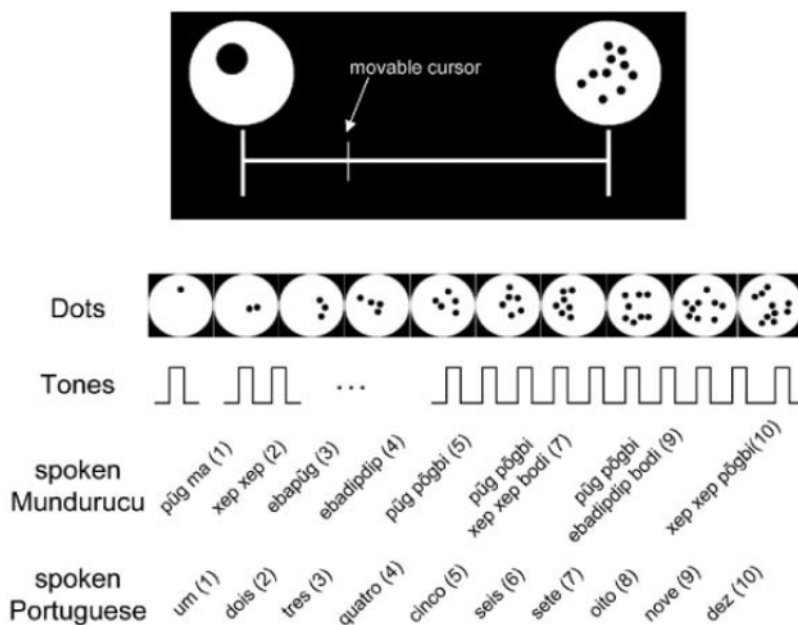 movable cursor
Dots
Tones
...
spoken
Mundurucu
pũg ma (1)
xep xep (2)
ebapũg (3)
ebadipdip (4)
pũg põgbi (5)
pũg põgbi
xep xep bodi (7)
pũg põgbi
ebadipdip bodi (9)
xep xep põgbi(10)
spoken
Portuguese
um (1)
dois (2)
tres (3)
quatro (4)
cinco (5)
seis (6)
sete (7)
oito (8)
nove (9)
dez (10)